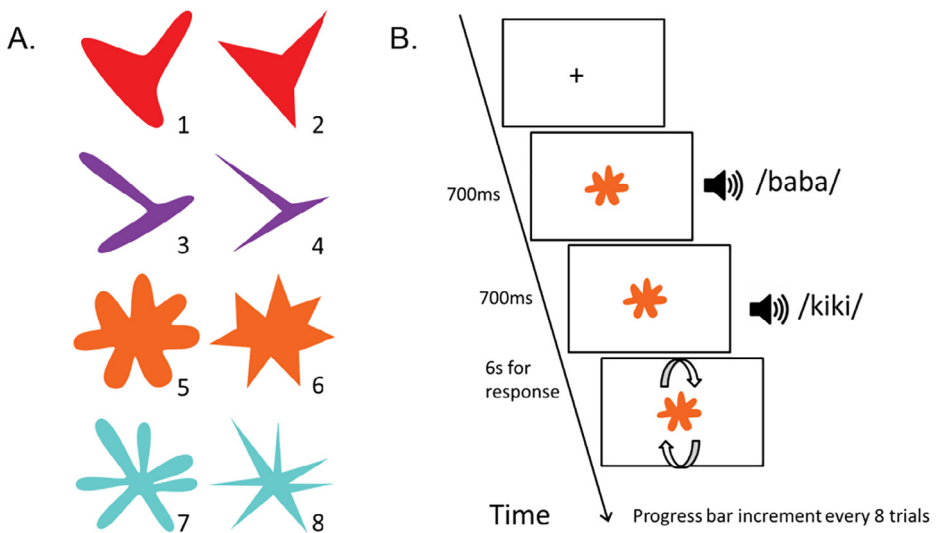 A.
1
2
3
4
5
6
7
8
B.
+
700ms
/baba/
700ms
/kiki/
6s for
response
Time
Progress bar increment every 8 trials